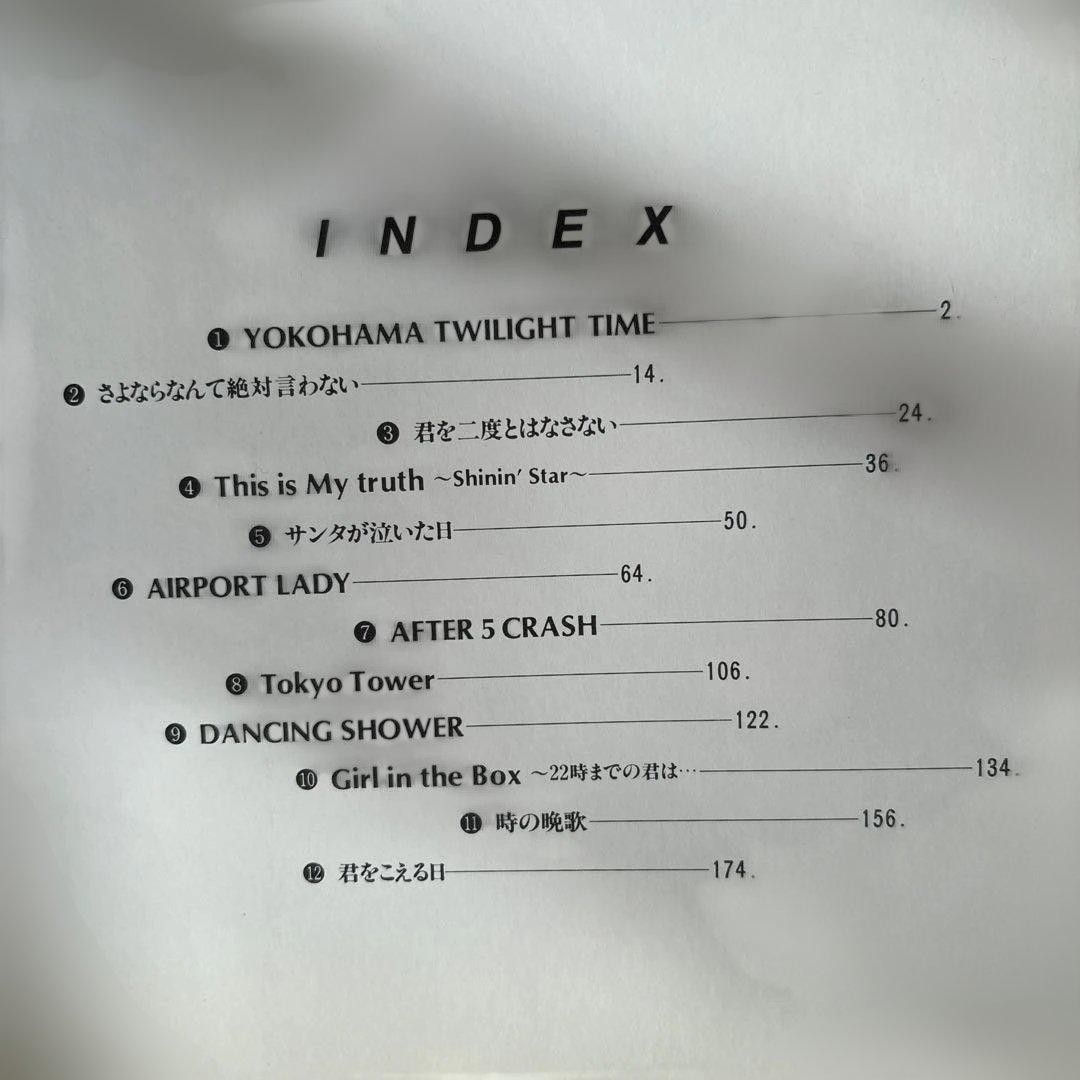 INDEX
❶ YOKOHAMA TWILIGHT TIME 2.
❷ さよならなんて絶対言わない 14.
❸ 君を二度とはなさない 24.
❹ This is My truth ～Shinin' Star～ 36.
❺ サンタが泣いた日 50.
❻ AIRPORT LADY 64.
❼ AFTER 5 CRASH 80.
❽ Tokyo Tower 106.
❾ DANCING SHOWER 122.
❿ Girl in the Box ～22時までの君は… 134.
⓫ 時の晩歌 156.
⓬ 君をこえる日 174.